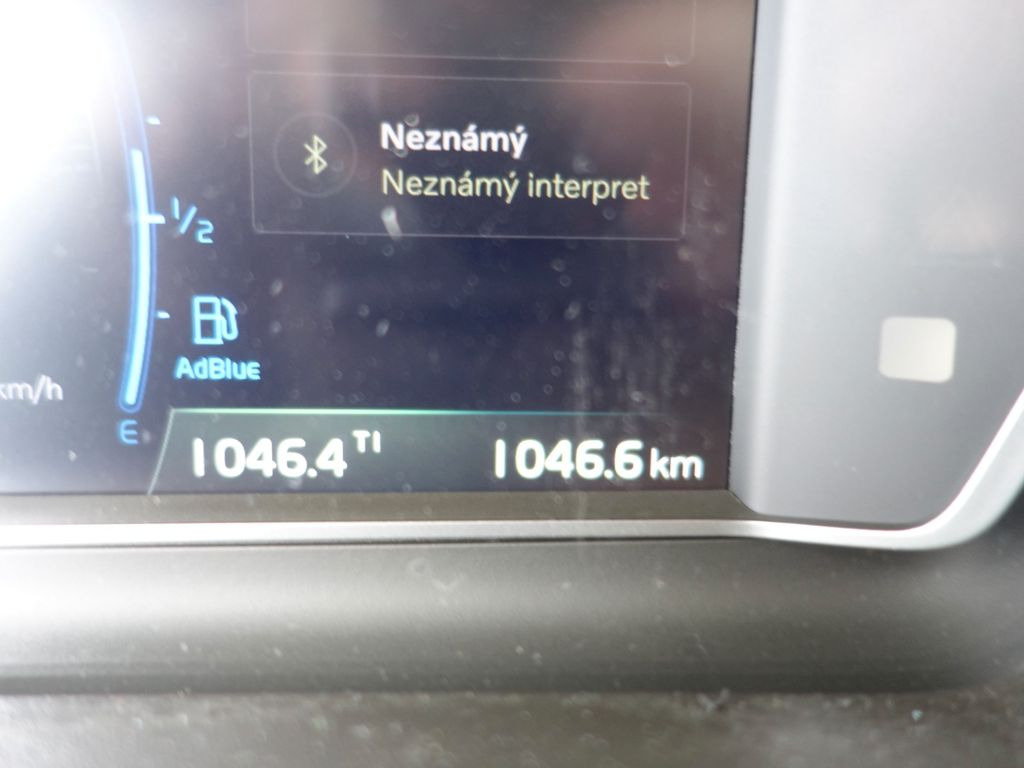 Neznámý
Neznámý interpret
1/2
AdBlue
km/h
E
1046.4 TI 1046.6 km